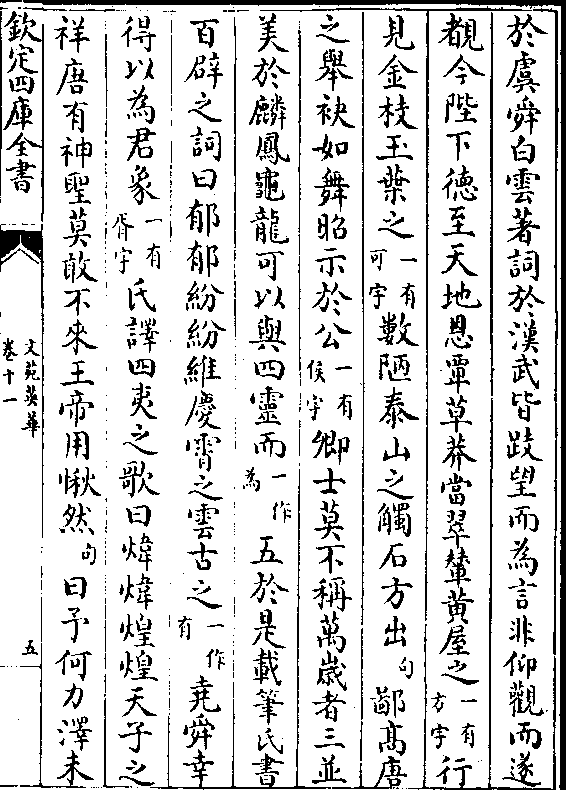 於虞舜白雲著詞於漢武皆跂望而為言非仰觀而遂
覩今陛下德至天地恩覃草莽當翠輦黄屋之一有方字行
見金枝玉葉之一有可字數陋泰山之觸石方出句鄙髙唐
之舉袂如舞昭示於公一有侯字卿士莫不稱萬歳者三並
美於麟鳳龜龍可以與四靈而一作為五於是載筆氏書
百辟之詞曰郁郁紛紛維慶霄之雲古之一作有堯舜幸
得以為君象一有胥字氏譯四夷之歌曰煒煒煌煌天子之
祥唐有神聖莫敢不來王帝用愀然句曰予何力澤未
欽定四庫全書
文苑英華
卷十一
五